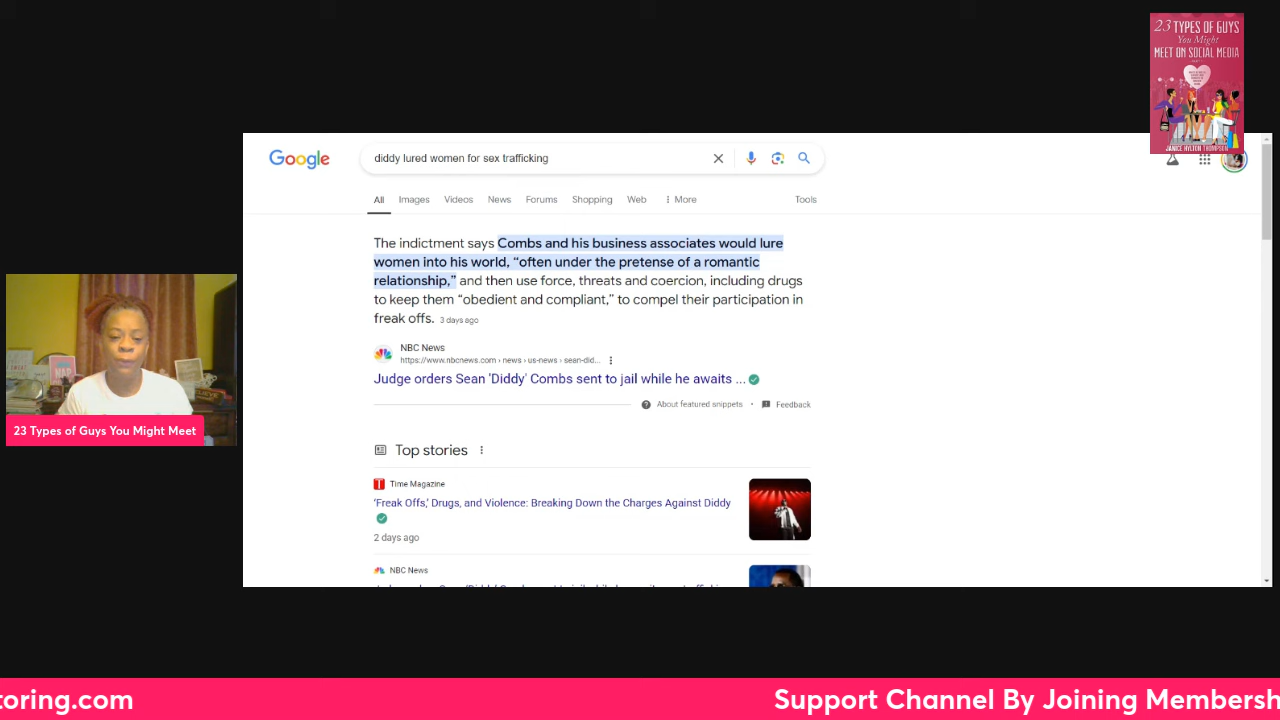 23 TYPES OF GUYS
You Might
MEET ON SOCIAL MEDIA
JANICE HYLTON THOMPSON
Google
diddy lured women for sex trafficking
All Images Videos News Forums Shopping Web More Tools
The indictment says Combs and his business associates would lure
women into his world, “often under the pretense of a romantic
relationship,” and then use force, threats and coercion, including drugs
to keep them “obedient and compliant,” to compel their participation in
freak offs. 3 days ago
NBC News
https://www.nbcnews.com › news › us-news › sean-did...
Judge orders Sean 'Diddy' Combs sent to jail while he awaits ...
About featured snippets • Feedback
Top stories
Time Magazine
‘Freak Offs,’ Drugs, and Violence: Breaking Down the Charges Against Diddy
2 days ago
NBC News
23 Types of Guys You Might Meet
toring.com Support Channel By Joining Membersh